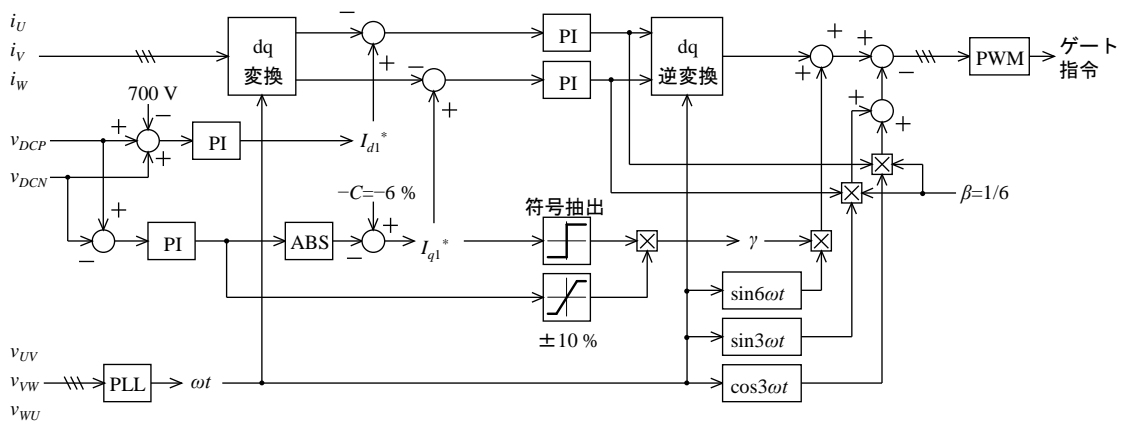 i_U
i_V
i_W
dq
変換
PI
PI
dq
逆変換
PWM
ゲート
指令
700 V
v_DCP
v_DCN
PI
I_d1*
β=1/6
−C=−6 %
符号抽出
PI
ABS
I_q1*
γ
±10 %
sin6ωt
sin3ωt
cos3ωt
v_UV
v_VW
v_WU
PLL
ωt